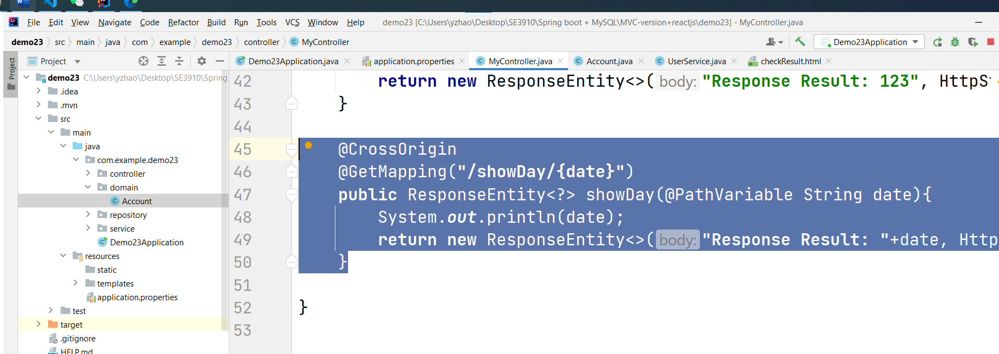 File Edit View Navigate Code Refactor Build Run Tools VCS Window Help demo23 [C:\Users\yzhao\Desktop\SE3910\Spring boot + MySQL\MVC-version+reactjs\demo23] - MyController.java
demo23 src main java com example demo23 controller MyController Demo23Application
Project
Project
Demo23Application.java application.properties MyController.java Account.java UserService.java checkResult.html
demo23 C:\Users\yzhao\Desktop\SE3910\Spring
.idea
.mvn
src
main
java
com.example.demo23
controller
domain
Account
repository
service
Demo23Application
resources
static
templates
application.properties
test
target
.gitignore
HELP.md
42 return new ResponseEntity<>( body: "Response Result: 123", HttpS
43 }
44
45 @CrossOrigin
46 @GetMapping("/showDay/{date}")
47 public ResponseEntity<?> showDay(@PathVariable String date){
48 System.out.println(date);
49 return new ResponseEntity<>( body: "Response Result: "+date, Http
50 }
51
52 }
53